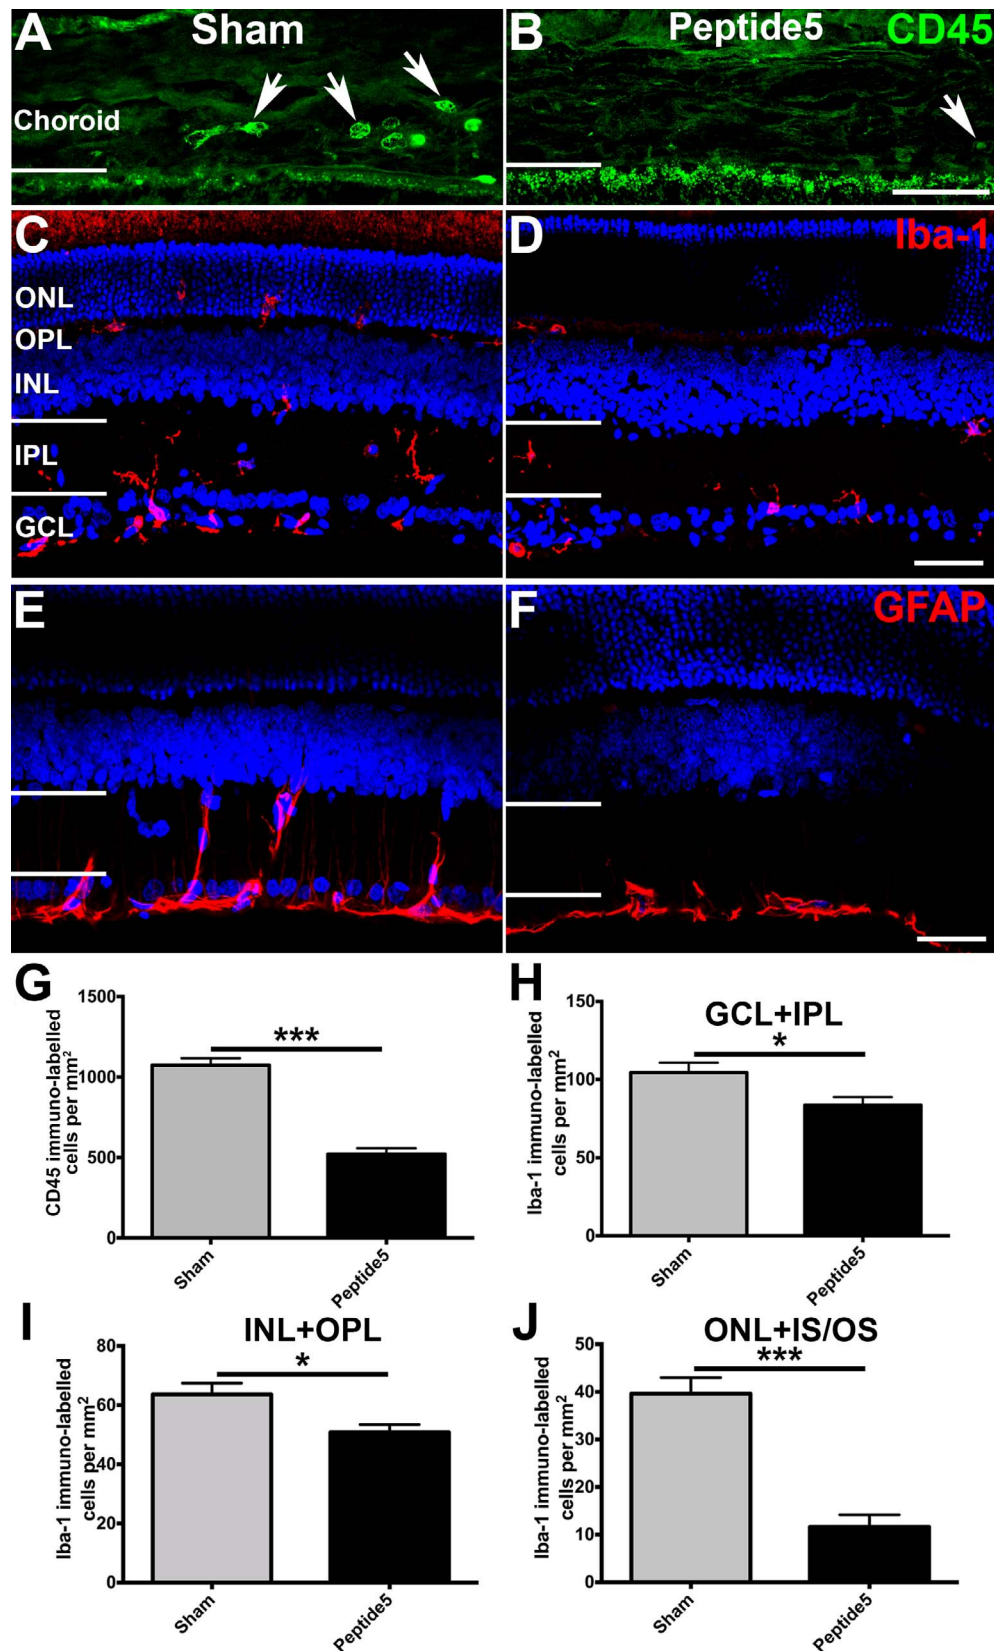 A Sham
B Peptide5 CD45
Choroid
C
D Iba-1
ONL
OPL
INL
IPL
GCL
E
F GFAP
G
1500
1000
500
0
CD45 immuno-labelled
cells per mm²
***
Sham
Peptide5
H
GCL+IPL
150
100
50
0
Iba-1 immuno-labelled
cells per mm²
*
Sham
Peptide5
I
INL+OPL
80
60
40
20
0
Iba-1 immuno-labelled
cells per mm²
*
Sham
Peptide5
J
ONL+IS/OS
50
40
30
20
10
0
Iba-1 immuno-labelled
cells per mm²
***
Sham
Peptide5